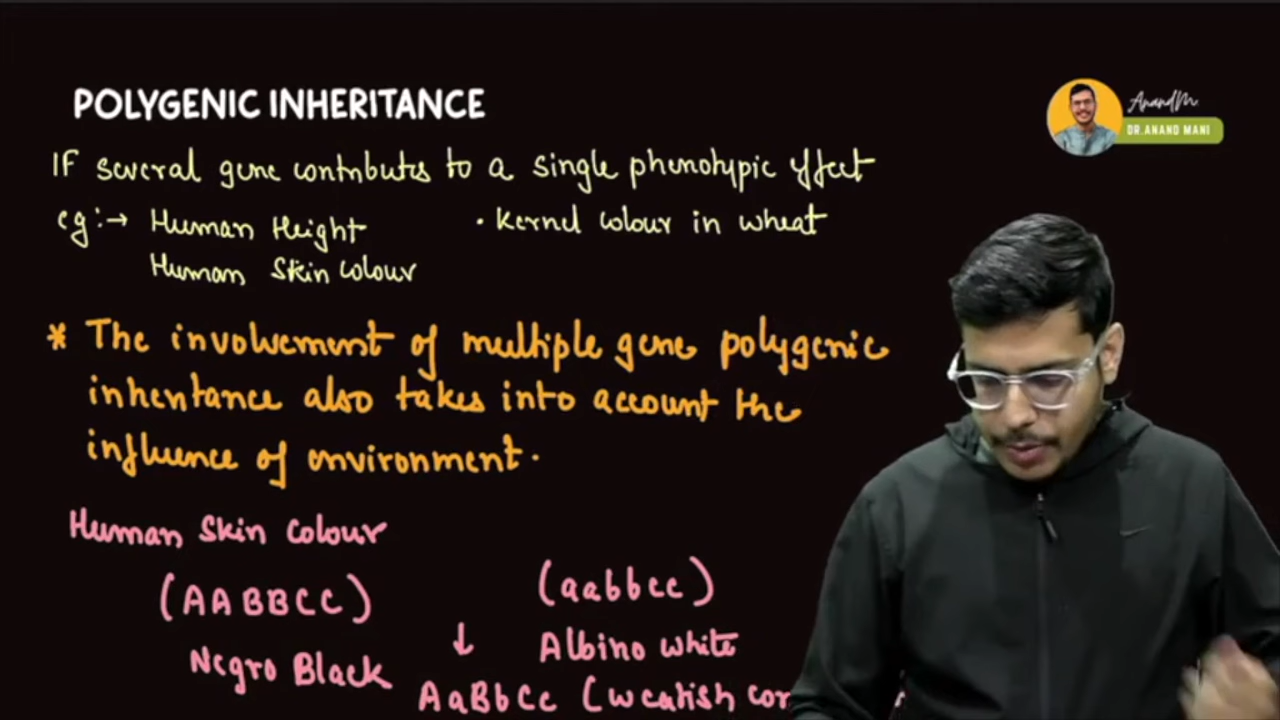 POLYGENIC INHERITANCE
AnandM.
DR.ANAND MANI
IF several gene contributes to a single phenotypic effect
eg:→ Human Height
• Kernel colour in wheat
Human Skin colour
* The involvement of multiple gene polygenic
inheritance also takes into account the
influence of environment.
Human Skin colour
(AABBCC)
(aabbcc)
↓ Albino white
Negro Black
AaBbCc (weatish